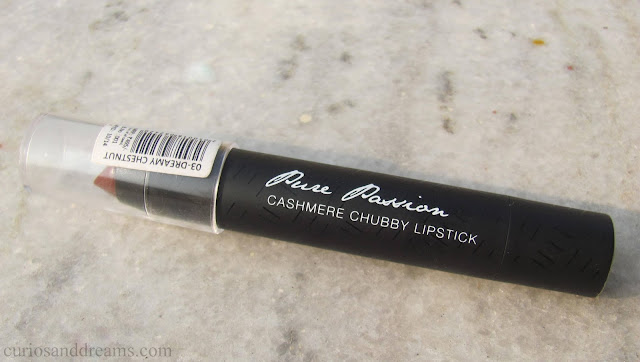 Pure Passion
CASHMERE CHUBBY LIPSTICK
03-DREAMY CHESTNUT
curiosanddreams.com